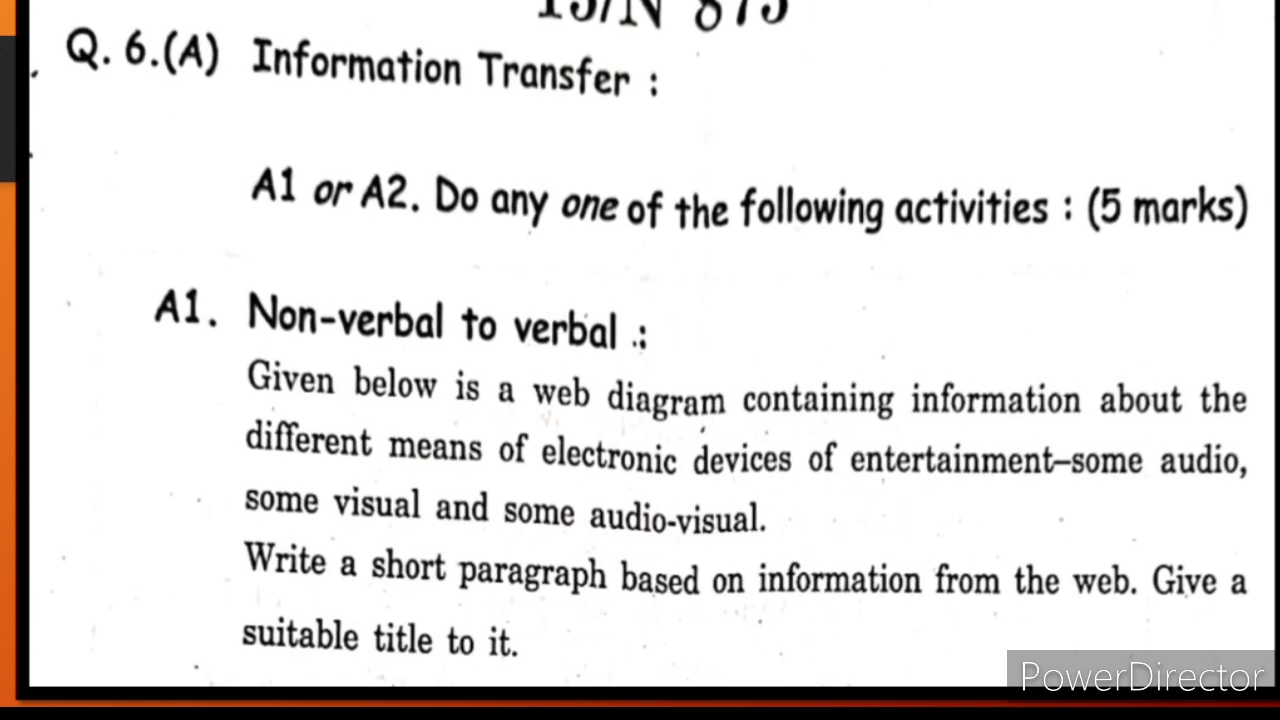 Q. 6.(A) Information Transfer :
A1 or A2. Do any one of the following activities : (5 marks)
A1. Non-verbal to verbal :
Given below is a web diagram containing information about the
different means of electronic devices of entertainment–some audio,
some visual and some audio-visual.
Write a short paragraph based on information from the web. Give a
suitable title to it.
PowerDirector